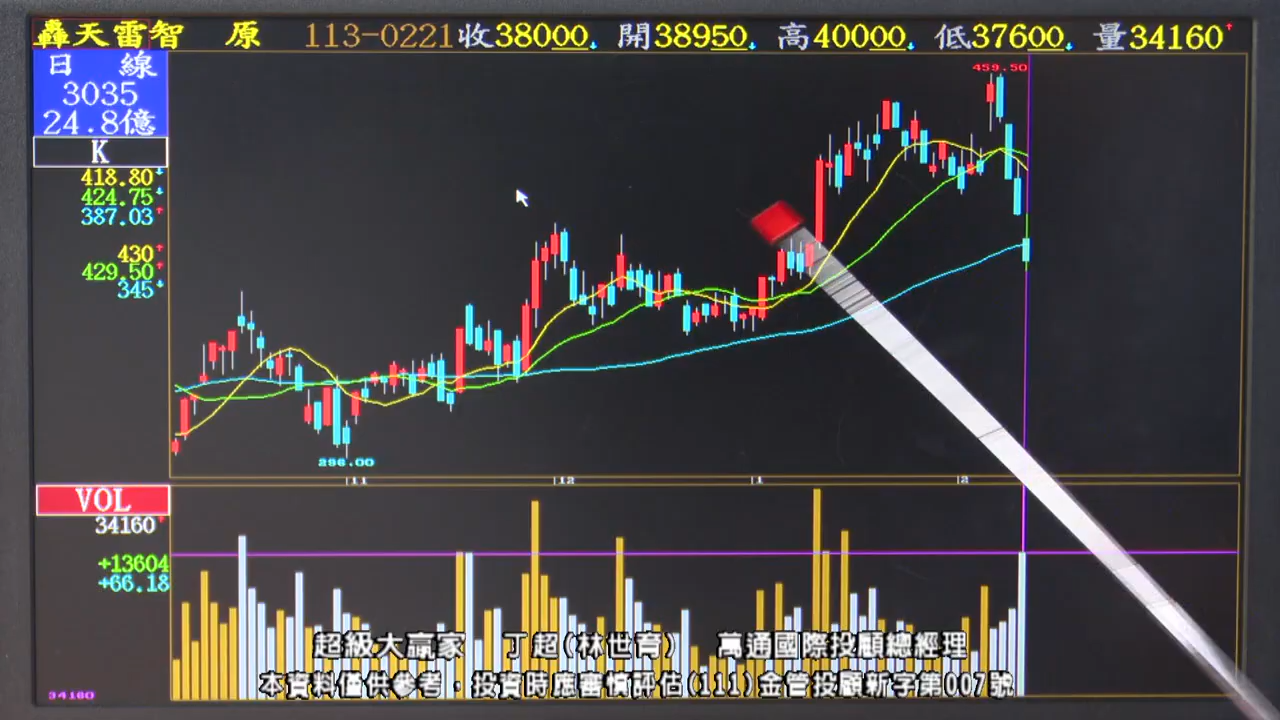 轟天雷智 原 113-0221 收38000 開38950 高40000 低37600 量34160
日 線
3035
24.8億
K
418.80
424.75
387.03
430
429.50
345
459.50
296.00
11 12 1 2
VOL
34160
+13604
+66.18
34160
超級大贏家 丁超(林世育) 萬通國際投顧總經理
本資料僅供參考,投資時應審慎評估(111)金管投顧新字第007號